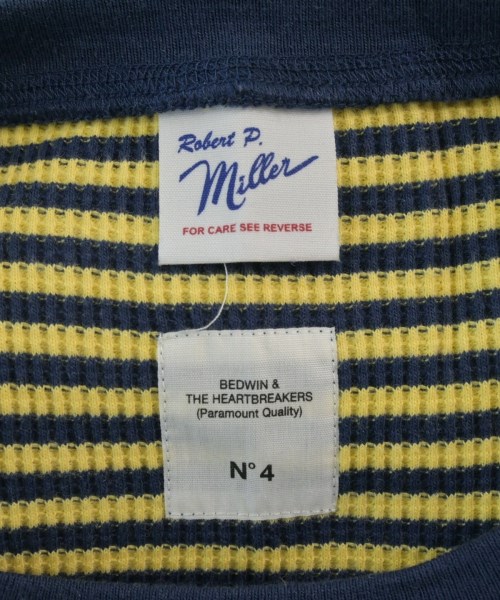 Robert P.
Miller
FOR CARE SEE REVERSE
BEDWIN &
THE HEARTBREAKERS
(Paramount Quality)
N° 4